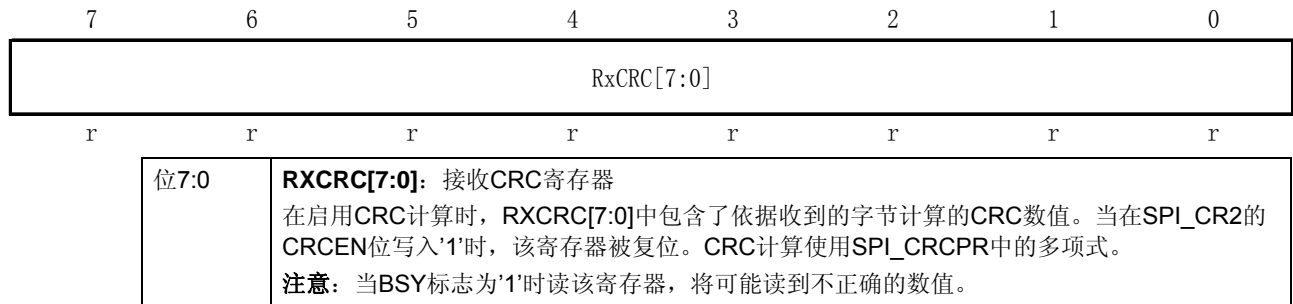 7 6 5 4 3 2 1 0
RxCRC[7:0]
r r r r r r r r
位7:0 RXCRC[7:0]：接收CRC寄存器
在启用CRC计算时，RXCRC[7:0]中包含了依据收到的字节计算的CRC数值。当在SPI_CR2的
CRCEN位写入'1'时，该寄存器被复位。CRC计算使用SPI_CRCPR中的多项式。
注意：当BSY标志为'1'时读该寄存器，将可能读到不正确的数值。